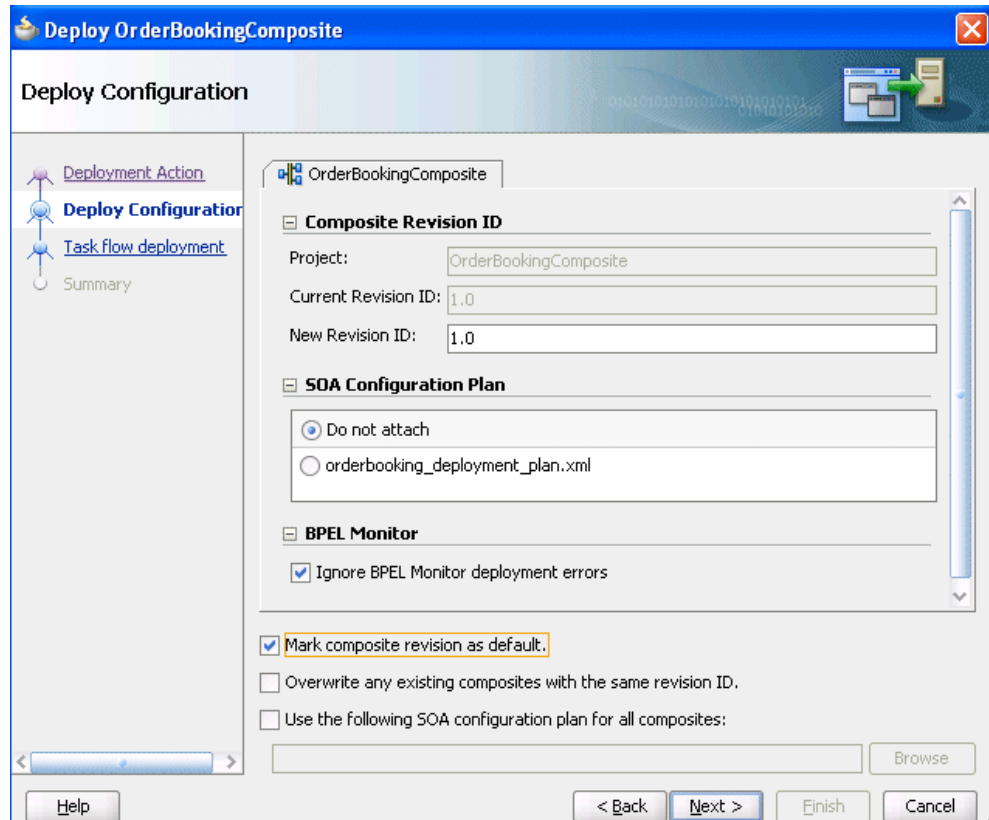 Deploy OrderBookingComposite
Deploy Configuration
Deployment Action
Deploy Configuration
Task flow deployment
Summary
OrderBookingComposite
Composite Revision ID
Project: OrderBookingComposite
Current Revision ID: 1.0
New Revision ID: 1.0
SOA Configuration Plan
Do not attach
orderbooking_deployment_plan.xml
BPEL Monitor
Ignore BPEL Monitor deployment errors
Mark composite revision as default.
Overwrite any existing composites with the same revision ID.
Use the following SOA configuration plan for all composites:
Browse
Help < Back Next > Finish Cancel